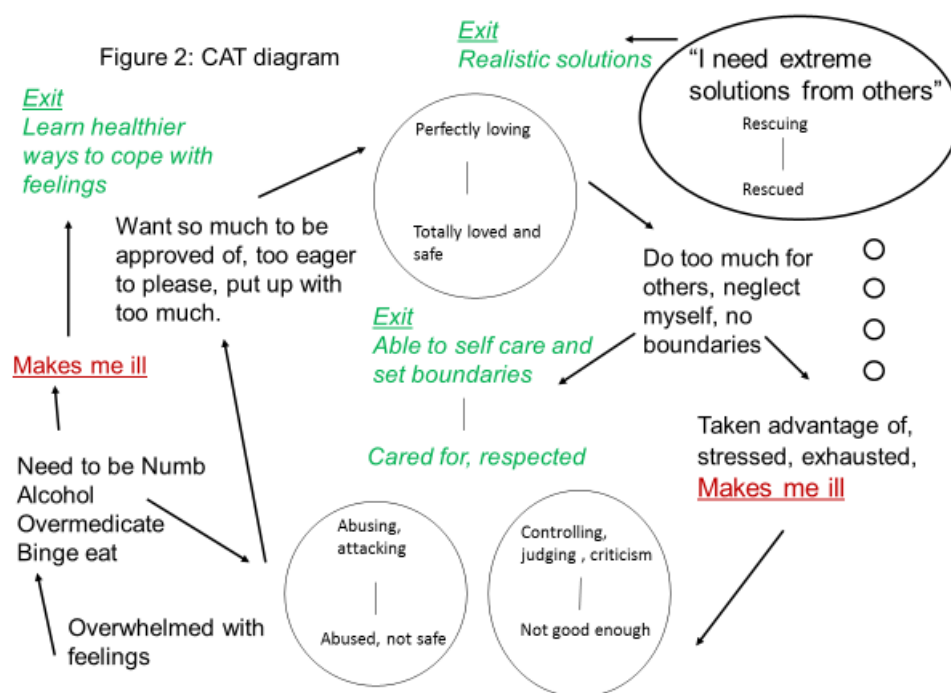 Figure 2: CAT diagram
Exit
Realistic solutions
“I need extreme
solutions from others”
Rescuing
Rescued
Exit
Learn healthier
ways to cope with
feelings
Perfectly loving
Totally loved and
safe
Want so much to be
approved of, too eager
to please, put up with
too much.
Do too much for
others, neglect
myself, no
boundaries
Exit
Able to self care and
set boundaries
Cared for, respected
Makes me ill
Taken advantage of,
stressed, exhausted,
Makes me ill
Need to be Numb
Alcohol
Overmedicate
Binge eat
Abusing,
attacking
Abused, not safe
Controlling,
judging , criticism
Not good enough
Overwhelmed with
feelings